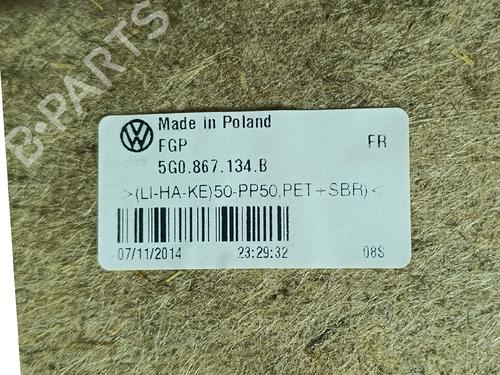 B-PARTS
Made in Poland
FGP FR
5G0.867.134.B
>(LI-HA-KE)50-PP50,PET+SBR)<
07/11/2014 23:29:32 08S